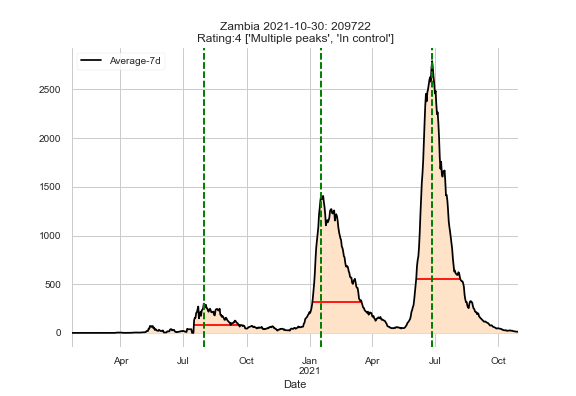 Zambia 2021-10-30: 209722
Rating:4 ['Multiple peaks', 'In control']
Average-7d
2500
2000
1500
1000
500
0
Apr
Jul
Oct
Jan
2021
Apr
Jul
Oct
Date